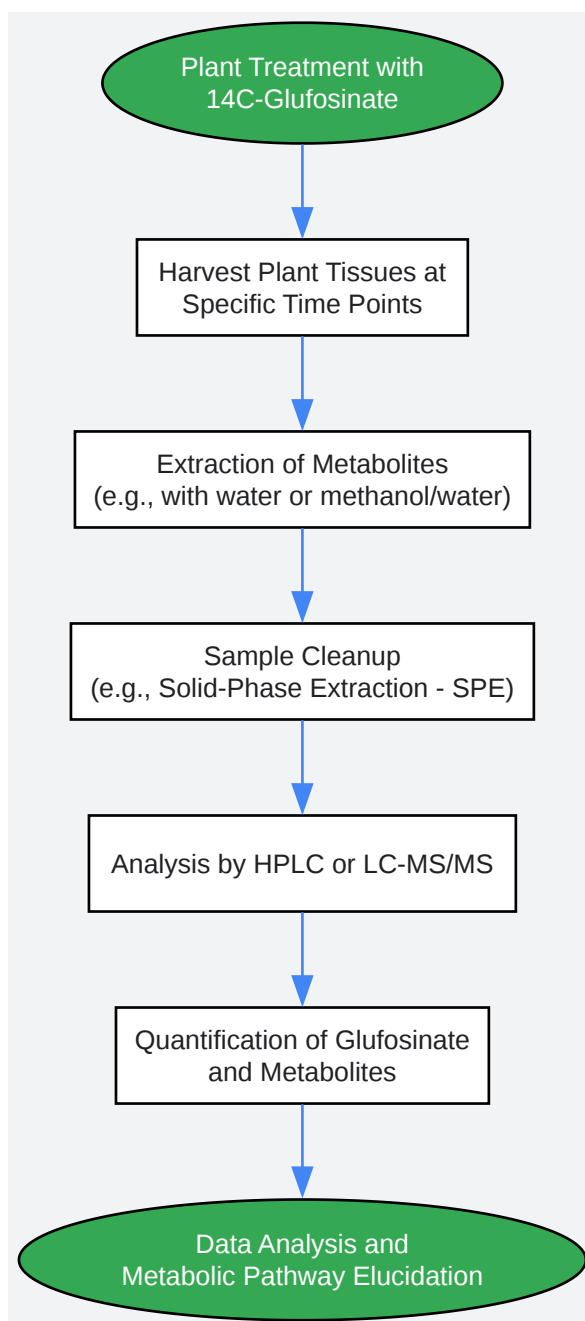 Plant Treatment with
14C-Glufosinate
Harvest Plant Tissues at
Specific Time Points
Extraction of Metabolites
(e.g., with water or methanol/water)
Sample Cleanup
(e.g., Solid-Phase Extraction - SPE)
Analysis by HPLC or LC-MS/MS
Quantification of Glufosinate
and Metabolites
Data Analysis and
Metabolic Pathway Elucidation